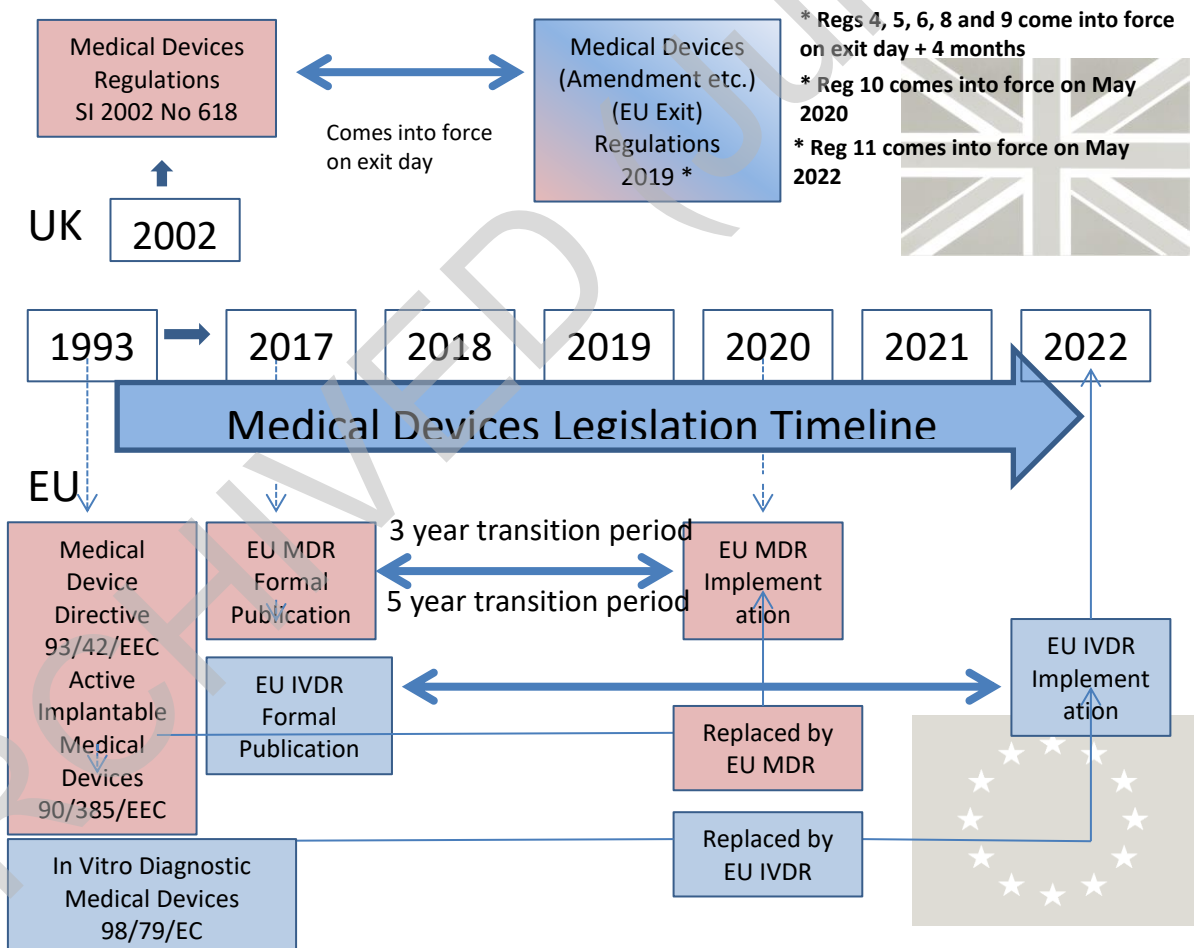 Medical Devices
Regulations
SI 2002 No 618
Comes into force
on exit day
Medical Devices
(Amendment etc.)
(EU Exit)
Regulations
2019 *
* Regs 4, 5, 6, 8 and 9 come into force
on exit day + 4 months
* Reg 10 comes into force on May
2020
* Reg 11 comes into force on May
2022
UK
2002
1993
2017
2018
2019
2020
2021
2022
Medical Devices Legislation Timeline
EU
Medical
Device
Directive
93/42/EEC
Active
Implantable
Medical
Devices
90/385/EEC
EU MDR
Formal
Publication
3 year transition period
5 year transition period
EU MDR
Implement
ation
EU IVDR
Formal
Publication
EU IVDR
Implement
ation
Replaced by
EU MDR
In Vitro Diagnostic
Medical Devices
98/79/EC
Replaced by
EU IVDR